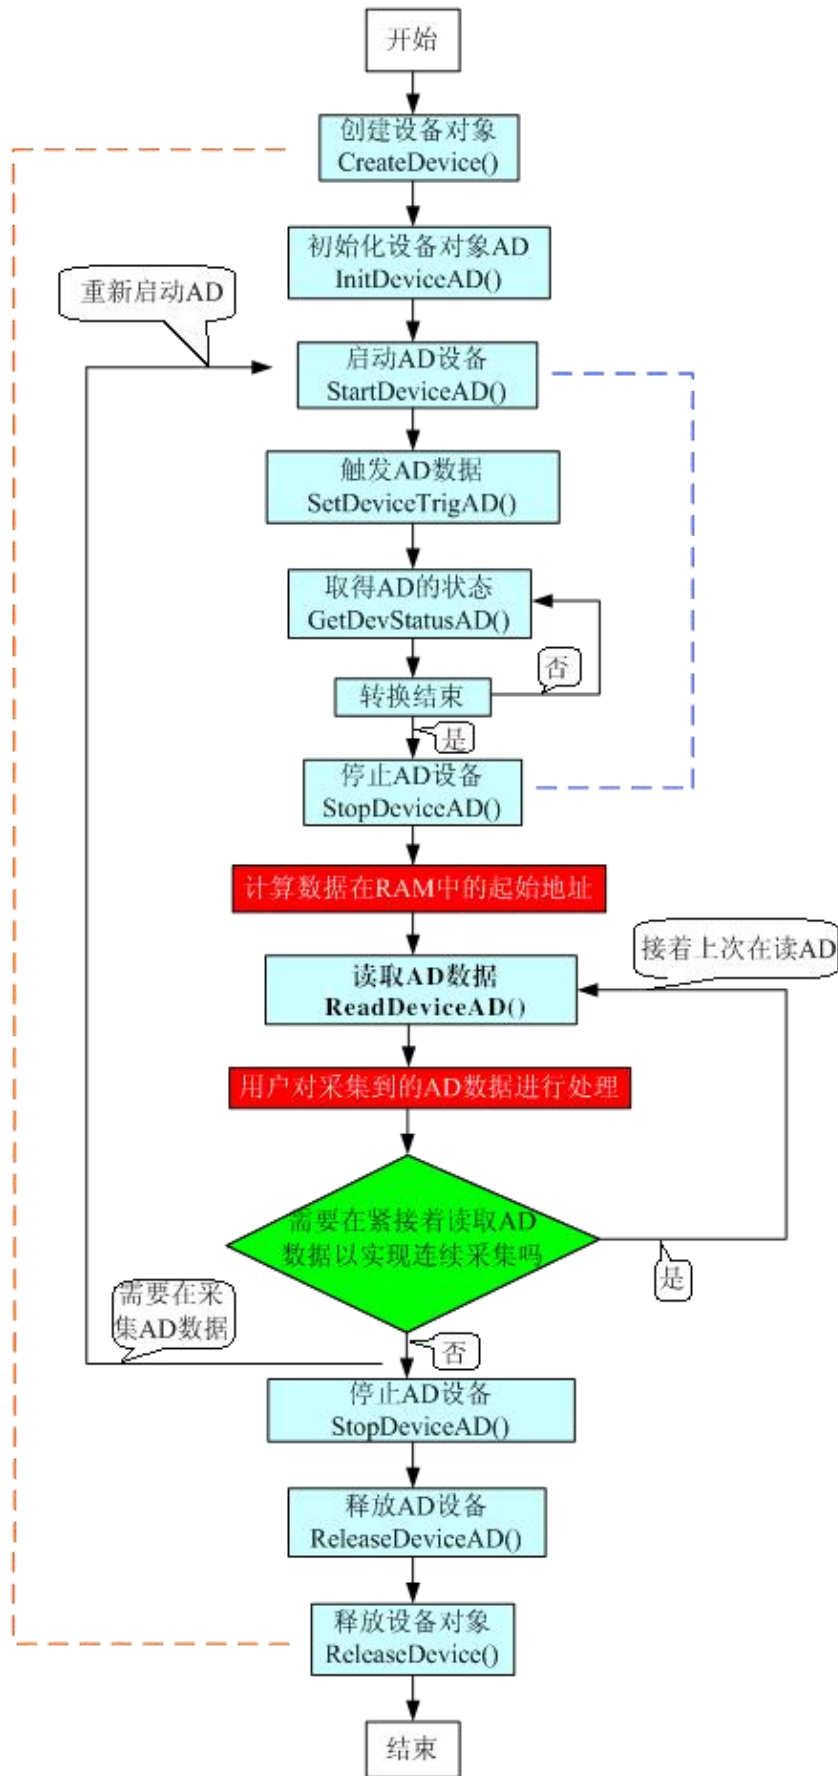 开始
创建设备对象
CreateDevice()
初始化设备对象AD
InitDeviceAD()
重新启动AD
启动AD设备
StartDeviceAD()
触发AD数据
SetDeviceTrigAD()
取得AD的状态
GetDevStatusAD()
否
转换结束
是
停止AD设备
StopDeviceAD()
计算数据在RAM中的起始地址
接着上次在读AD
读取AD数据
ReadDeviceAD()
用户对采集到的AD数据进行处理
需要在紧接着读取AD
数据以实现连续采集吗
是
需要在采
集AD数据
否
停止AD设备
StopDeviceAD()
释放AD设备
ReleaseDeviceAD()
释放设备对象
ReleaseDevice()
结束